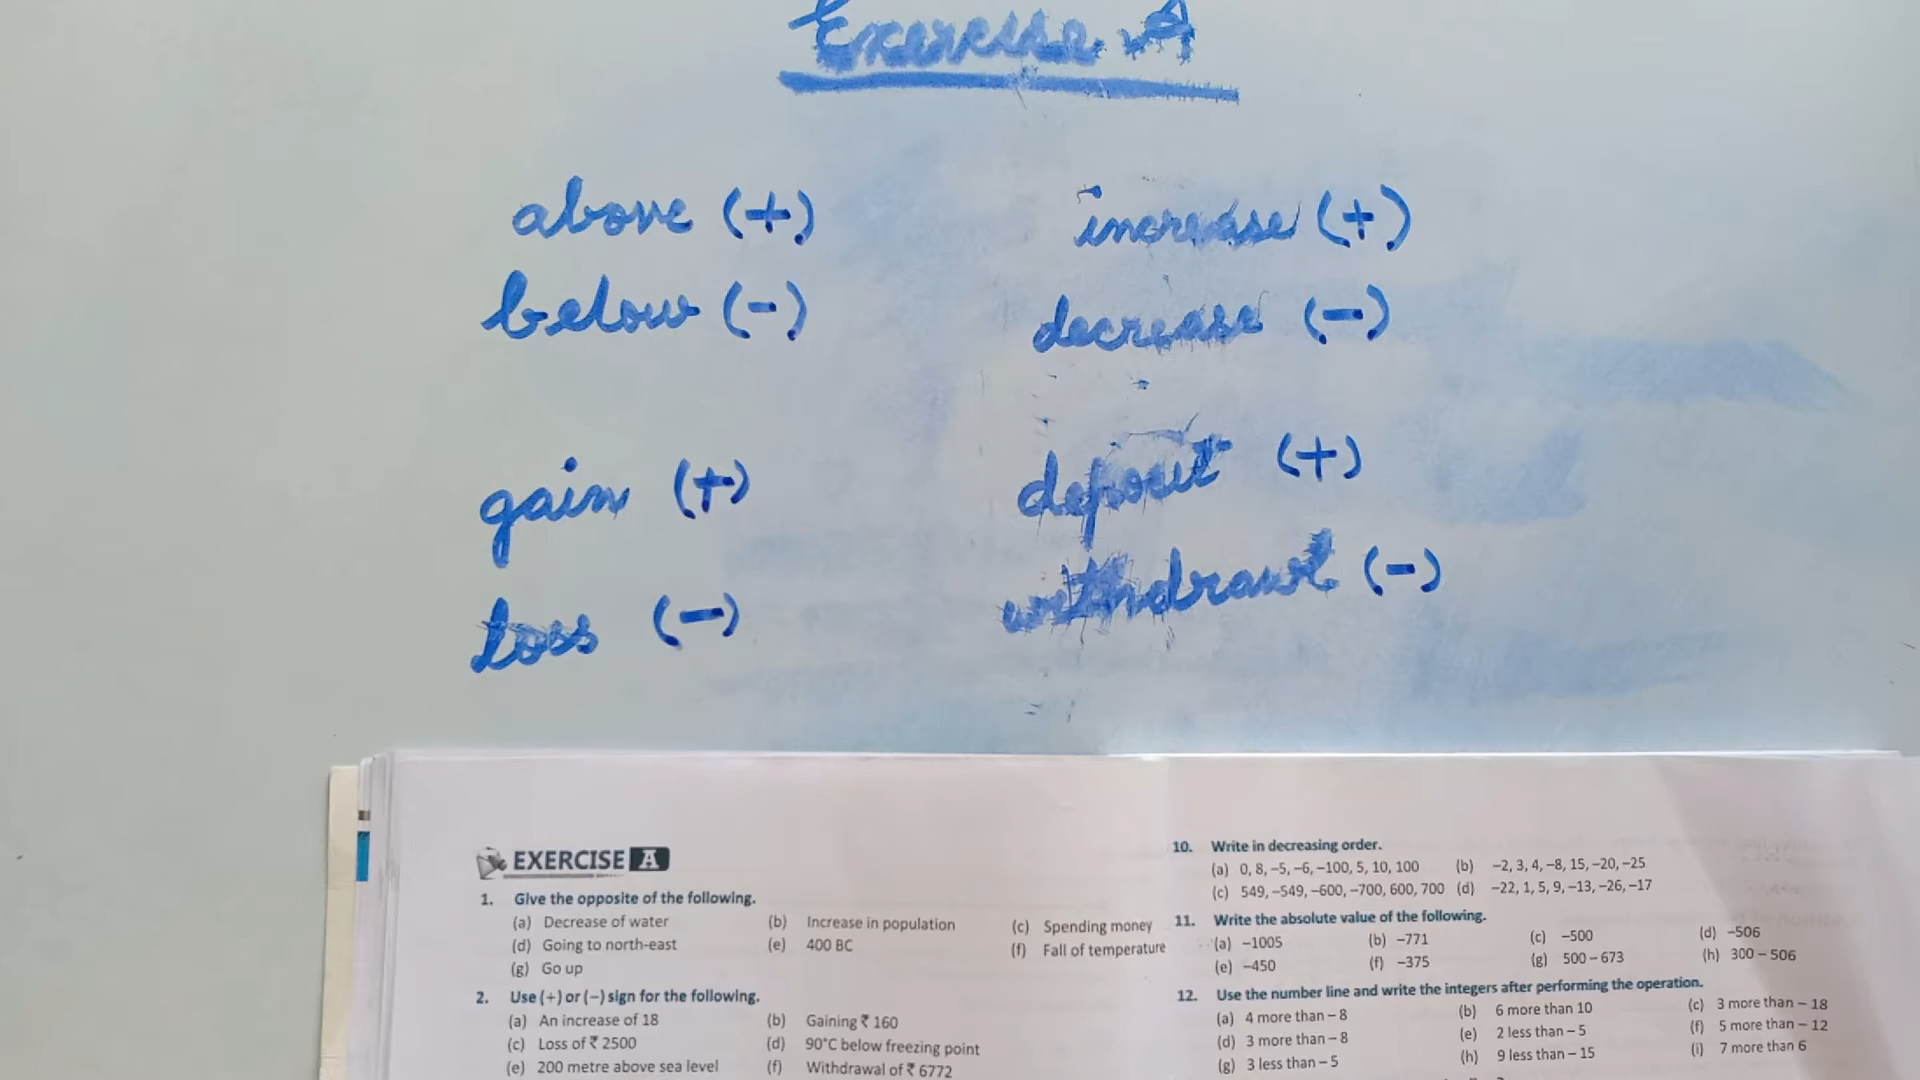 Exercise A
above (+)
below (-)
increase (+)
decrease (-)
gain (+)
loss (-)
deposit (+)
withdrawl (-)
EXERCISE A
1. Give the opposite of the following.
(a) Decrease of water (b) Increase in population (c) Spending money
(d) Going to north-east (e) 400 BC (f) Fall of temperature
(g) Go up
2. Use (+) or (−) sign for the following.
(a) An increase of 18 (b) Gaining ₹ 160
(c) Loss of ₹ 2500 (d) 90°C below freezing point
(e) 200 metre above sea level (f) Withdrawal of ₹ 6772
10. Write in decreasing order.
(a) 0, 8, −5, −6, −100, 5, 10, 100 (b) −2, 3, 4, −8, 15, −20, −25
(c) 549, −549, −600, −700, 600, 700 (d) −22, 1, 5, 9, −13, −26, −17
11. Write the absolute value of the following.
(a) −1005 (b) −771 (c) −500 (d) −506
(e) −450 (f) −375 (g) 500 − 673 (h) 300 − 506
12. Use the number line and write the integers after performing the operation.
(a) 4 more than − 8 (b) 6 more than 10 (c) 3 more than − 18
(d) 3 more than − 8 (e) 2 less than − 5 (f) 5 more than − 12
(g) 3 less than − 5 (h) 9 less than − 15 (i) 7 more than 6